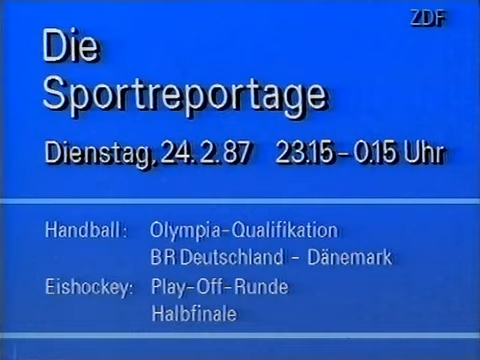 ZDF
Die
Sportreportage
Dienstag, 24.2.87 23.15-0.15 Uhr
Handball: Olympia-Qualifikation
BR Deutschland - Dänemark
Eishockey: Play-Off-Runde
Halbfinale